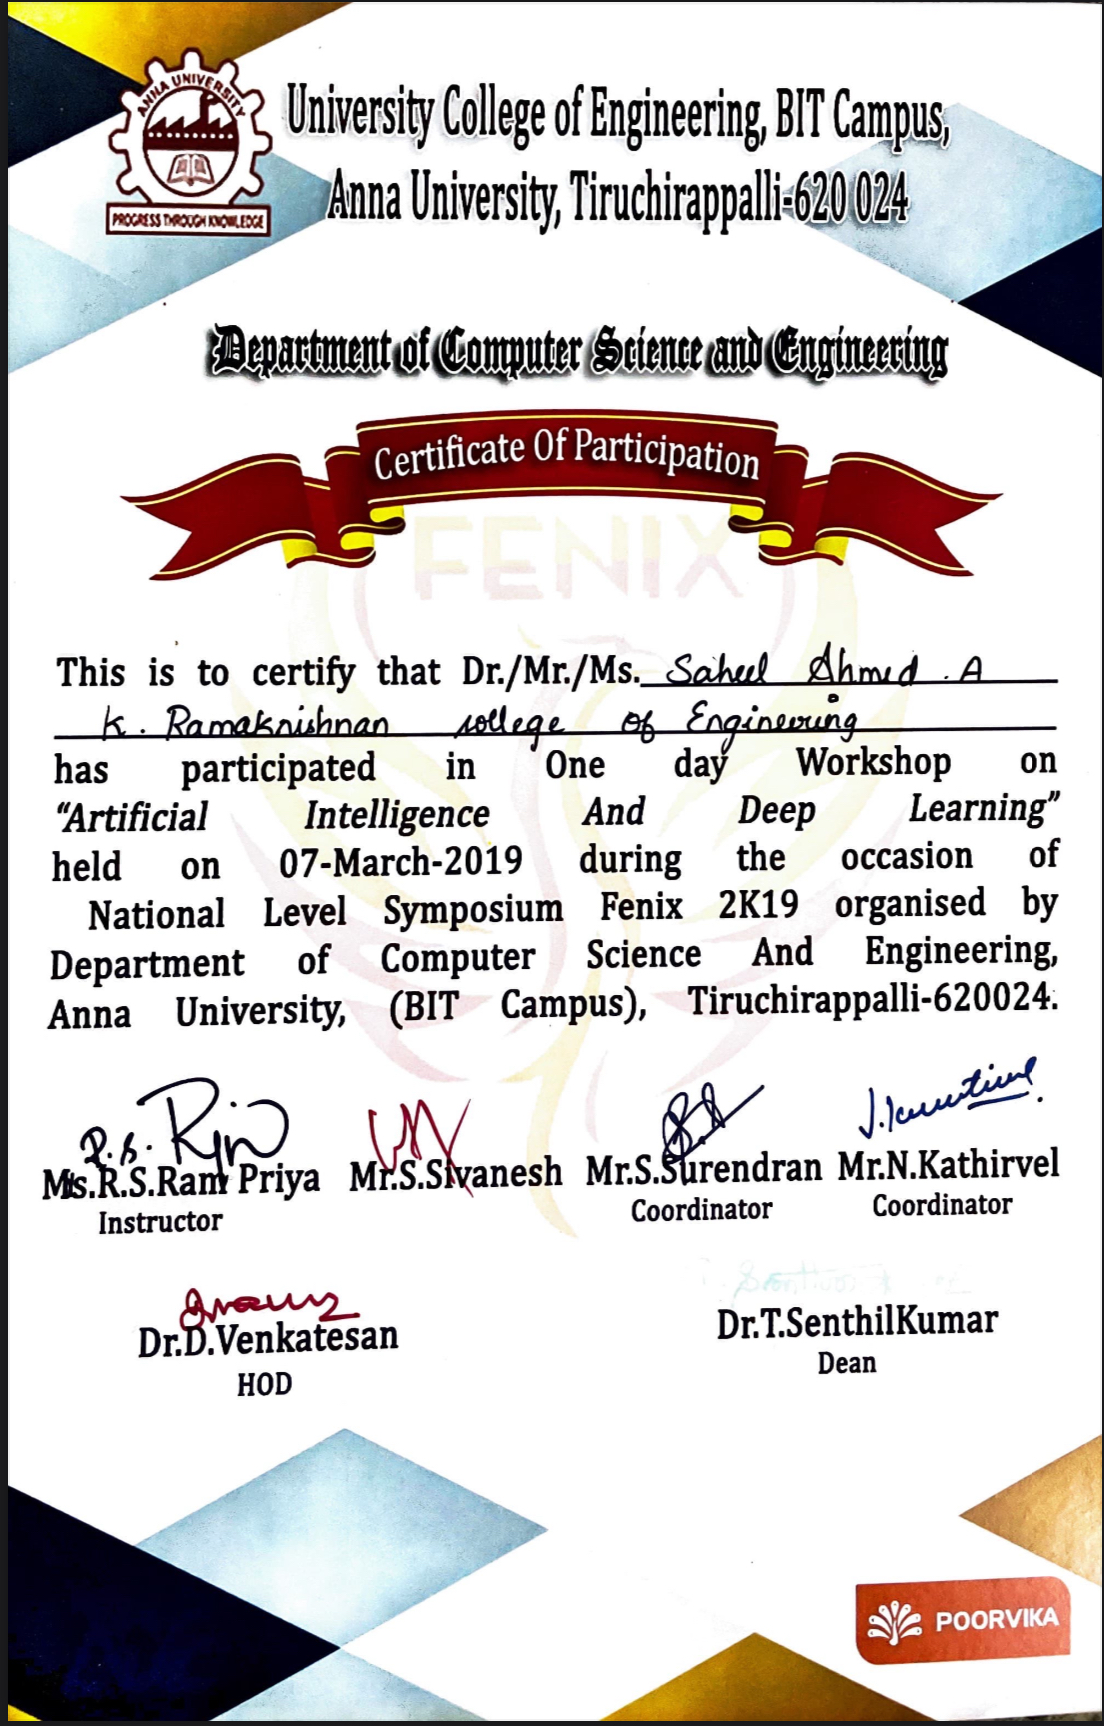 ANNA UNIVERSITY
PROGRESS THROUGH KNOWLEDGE
University College of Engineering, BIT Campus,
Anna University, Tiruchirappalli-620 024
Department of Computer Science and Engineering
Certificate Of Participation
FENIX
This is to certify that Dr./Mr./Ms. Saheel Ahmed . A
K. Ramakrishnan college of Engineering
has participated in One day Workshop on
“Artificial Intelligence And Deep Learning”
held on 07-March-2019 during the occasion of
National Level Symposium Fenix 2K19 organised by
Department of Computer Science And Engineering,
Anna University, (BIT Campus), Tiruchirappalli-620024.
Ms.R.S.Ram Priya Mr.S.Sivanesh Mr.S.Surendran Mr.N.Kathirvel
Instructor Coordinator Coordinator
Dr.D.Venkatesan Dr.T.SenthilKumar
HOD Dean
POORVIKA